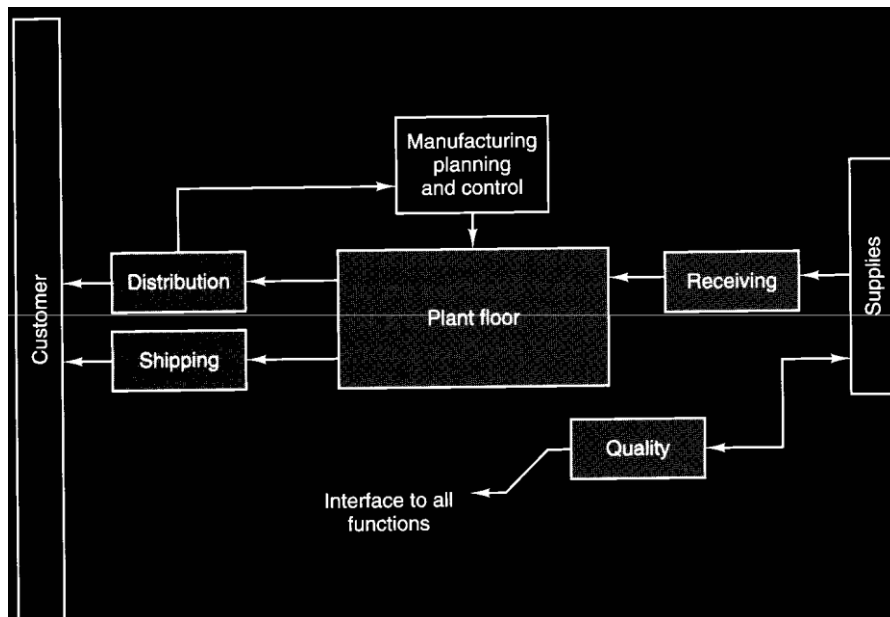 Manufacturing
planning
and control
Customer
Distribution
Shipping
Plant floor
Receiving
Supplies
Quality
Interface to all
functions